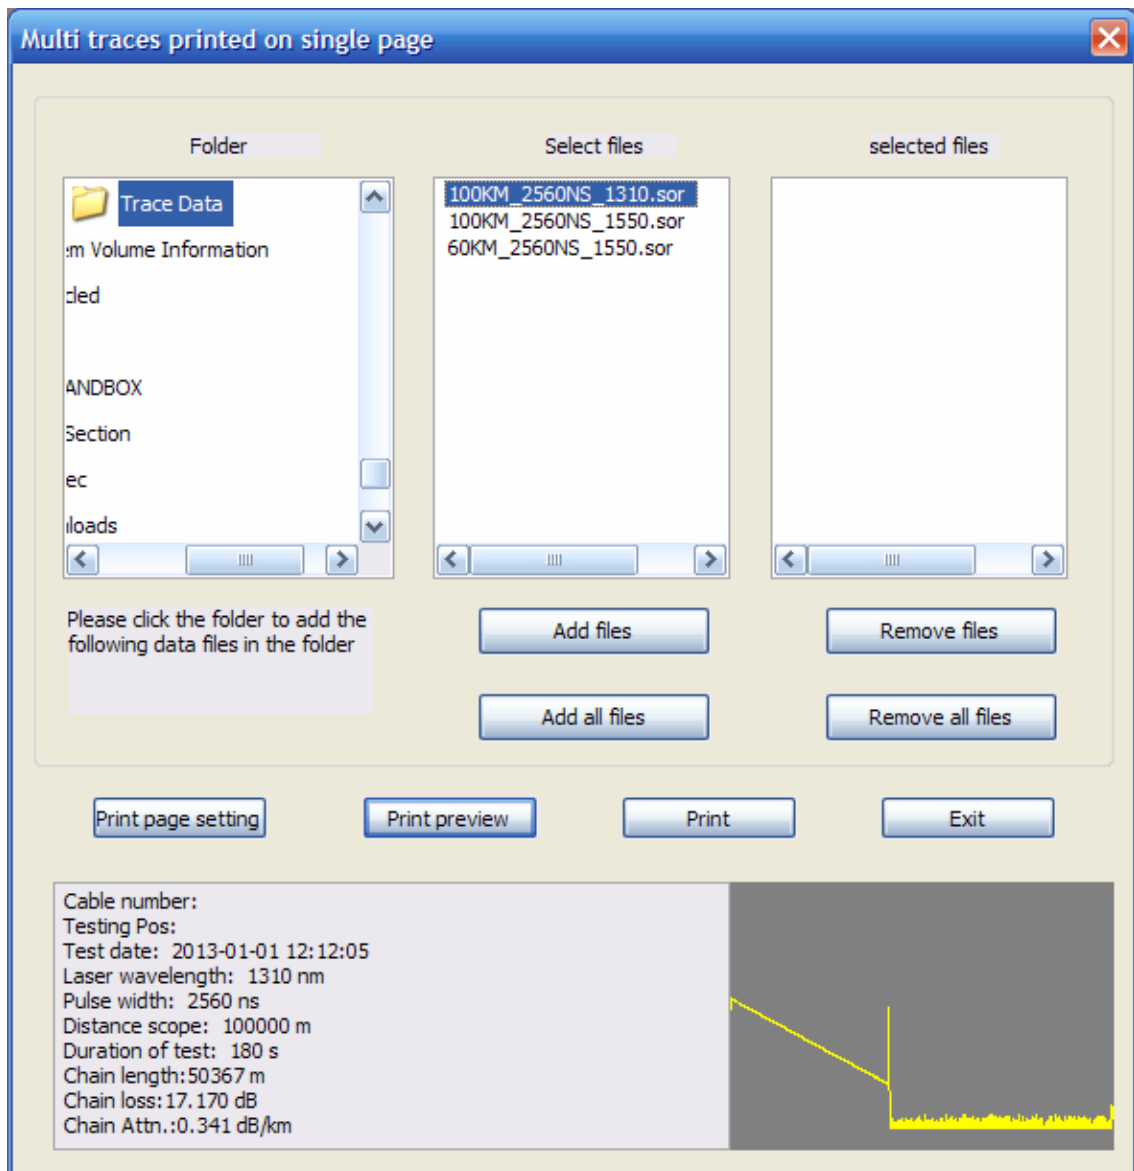 Multi traces printed on single page
Folder
Select files
selected files
Trace Data
em Volume Information
cled
ANDBOX
Section
ec
nloads
100KM_2560NS_1310.sor
100KM_2560NS_1550.sor
60KM_2560NS_1550.sor
Please click the folder to add the
following data files in the folder
Add files
Remove files
Add all files
Remove all files
Print page setting
Print preview
Print
Exit
Cable number:
Testing Pos:
Test date: 2013-01-01 12:12:05
Laser wavelength: 1310 nm
Pulse width: 2560 ns
Distance scope: 100000 m
Duration of test: 180 s
Chain length:50367 m
Chain loss:17.170 dB
Chain Attn.:0.341 dB/km